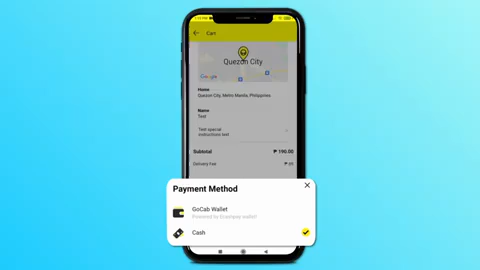 Cart
Quezon City
Google
Home
Quezon City, Metro Manila, Philippines
Name
Test
Test special
instructions text
Subtotal
₱ 190.00
Delivery fee
Payment Method
GoCab Wallet
Cash